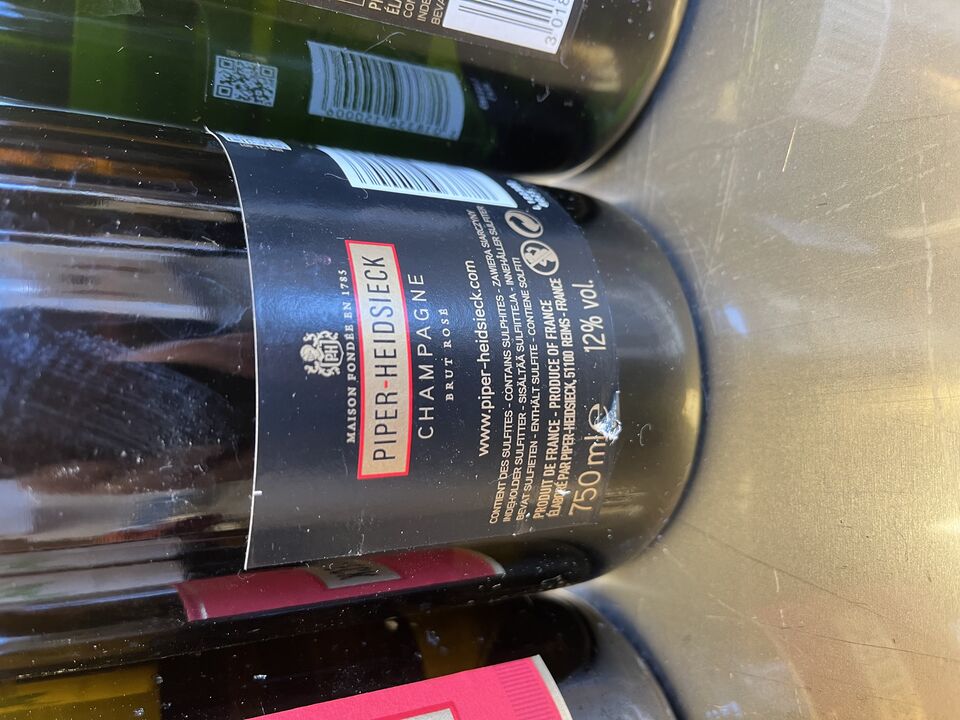 MAISON FONDÉE EN 1785
PIPER-HEIDSIECK
CHAMPAGNE
BRUT ROSÉ
www.piper-heidsieck.com
CONTIENT DES SULFITES - CONTAINS SULPHITES - ZAWIERA SIARCZYNY
INDEHOLDER SULFITTER - SISÄLTÄÄ SULFIITTEJA - INNEHÅLLER SULFITER
BEVAT SULFIETEN - ENTHÄLT SULFITE - CONTIENE SOLFITI
PRODUIT DE FRANCE - PRODUCE OF FRANCE
ÉLABORÉ PAR PIPER-HEIDSIECK, 51100 REIMS - FRANCE
750 ml e 12% vol.